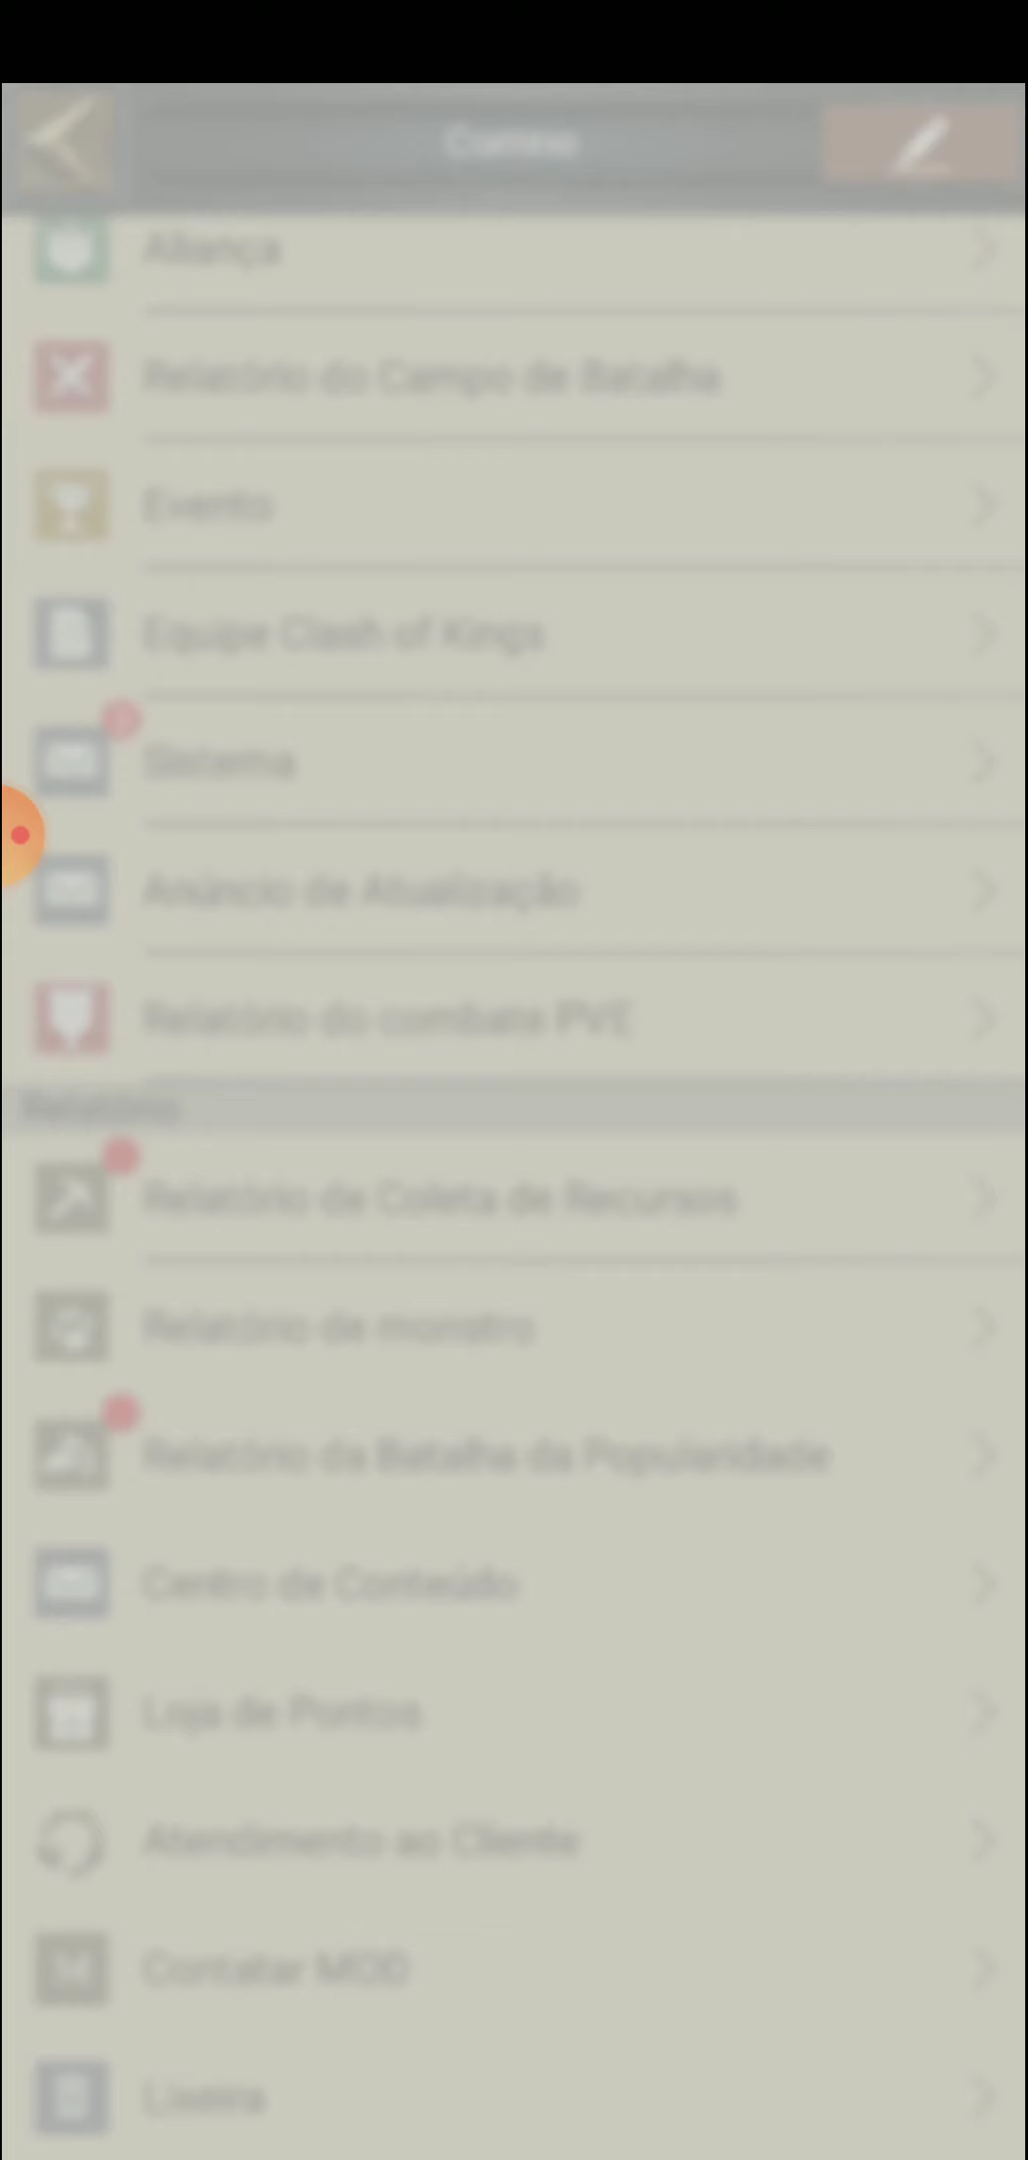 Correio
Aliança
Relatório do Campo de Batalha
Evento
Equipe Clash of Kings
Sistema
Anúncio de Atualização
Relatório do combate PVE
Relatório
Relatório de Coleta de Recursos
Relatório de monstro
Relatório da Batalha da Popularidade
Centro de Conteúdo
Loja de Pontos
Atendimento ao Cliente
Contatar MOD
Lixeira